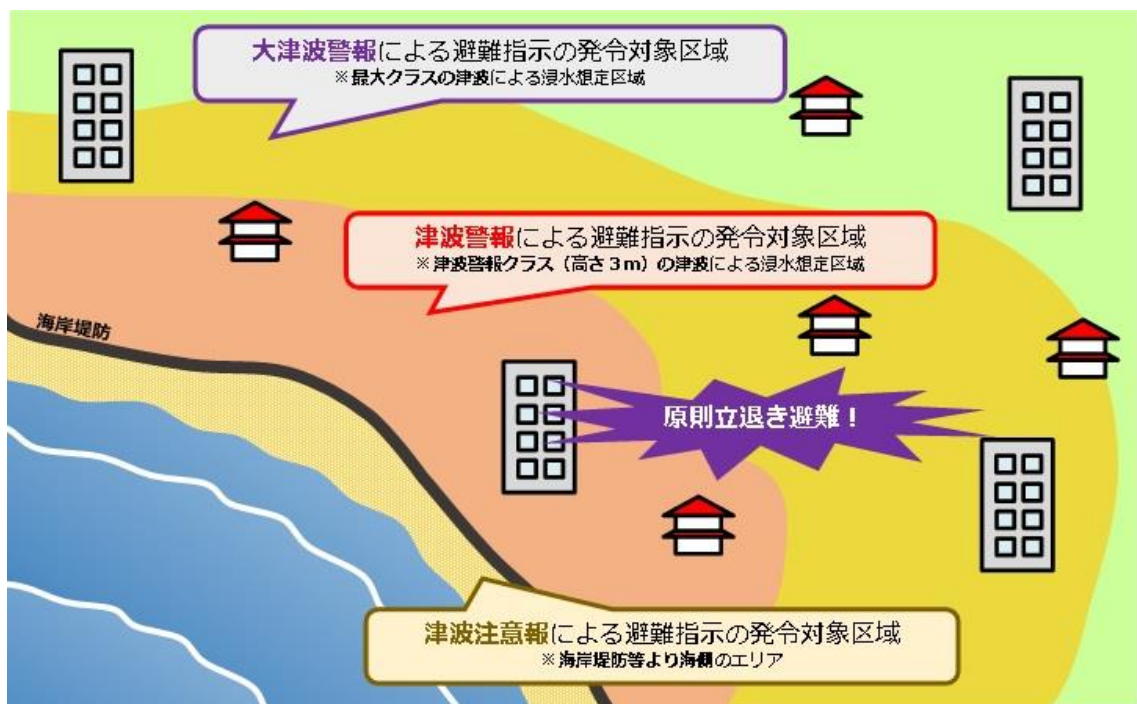 大津波警報による避難指示の発令対象区域
※最大クラスの津波による浸水想定区域
津波警報による避難指示の発令対象区域
※津波警報クラス（高さ３ｍ）の津波による浸水想定区域
海岸堤防
原則立退き避難！
津波注意報による避難指示の発令対象区域
※海岸堤防等より海側のエリア